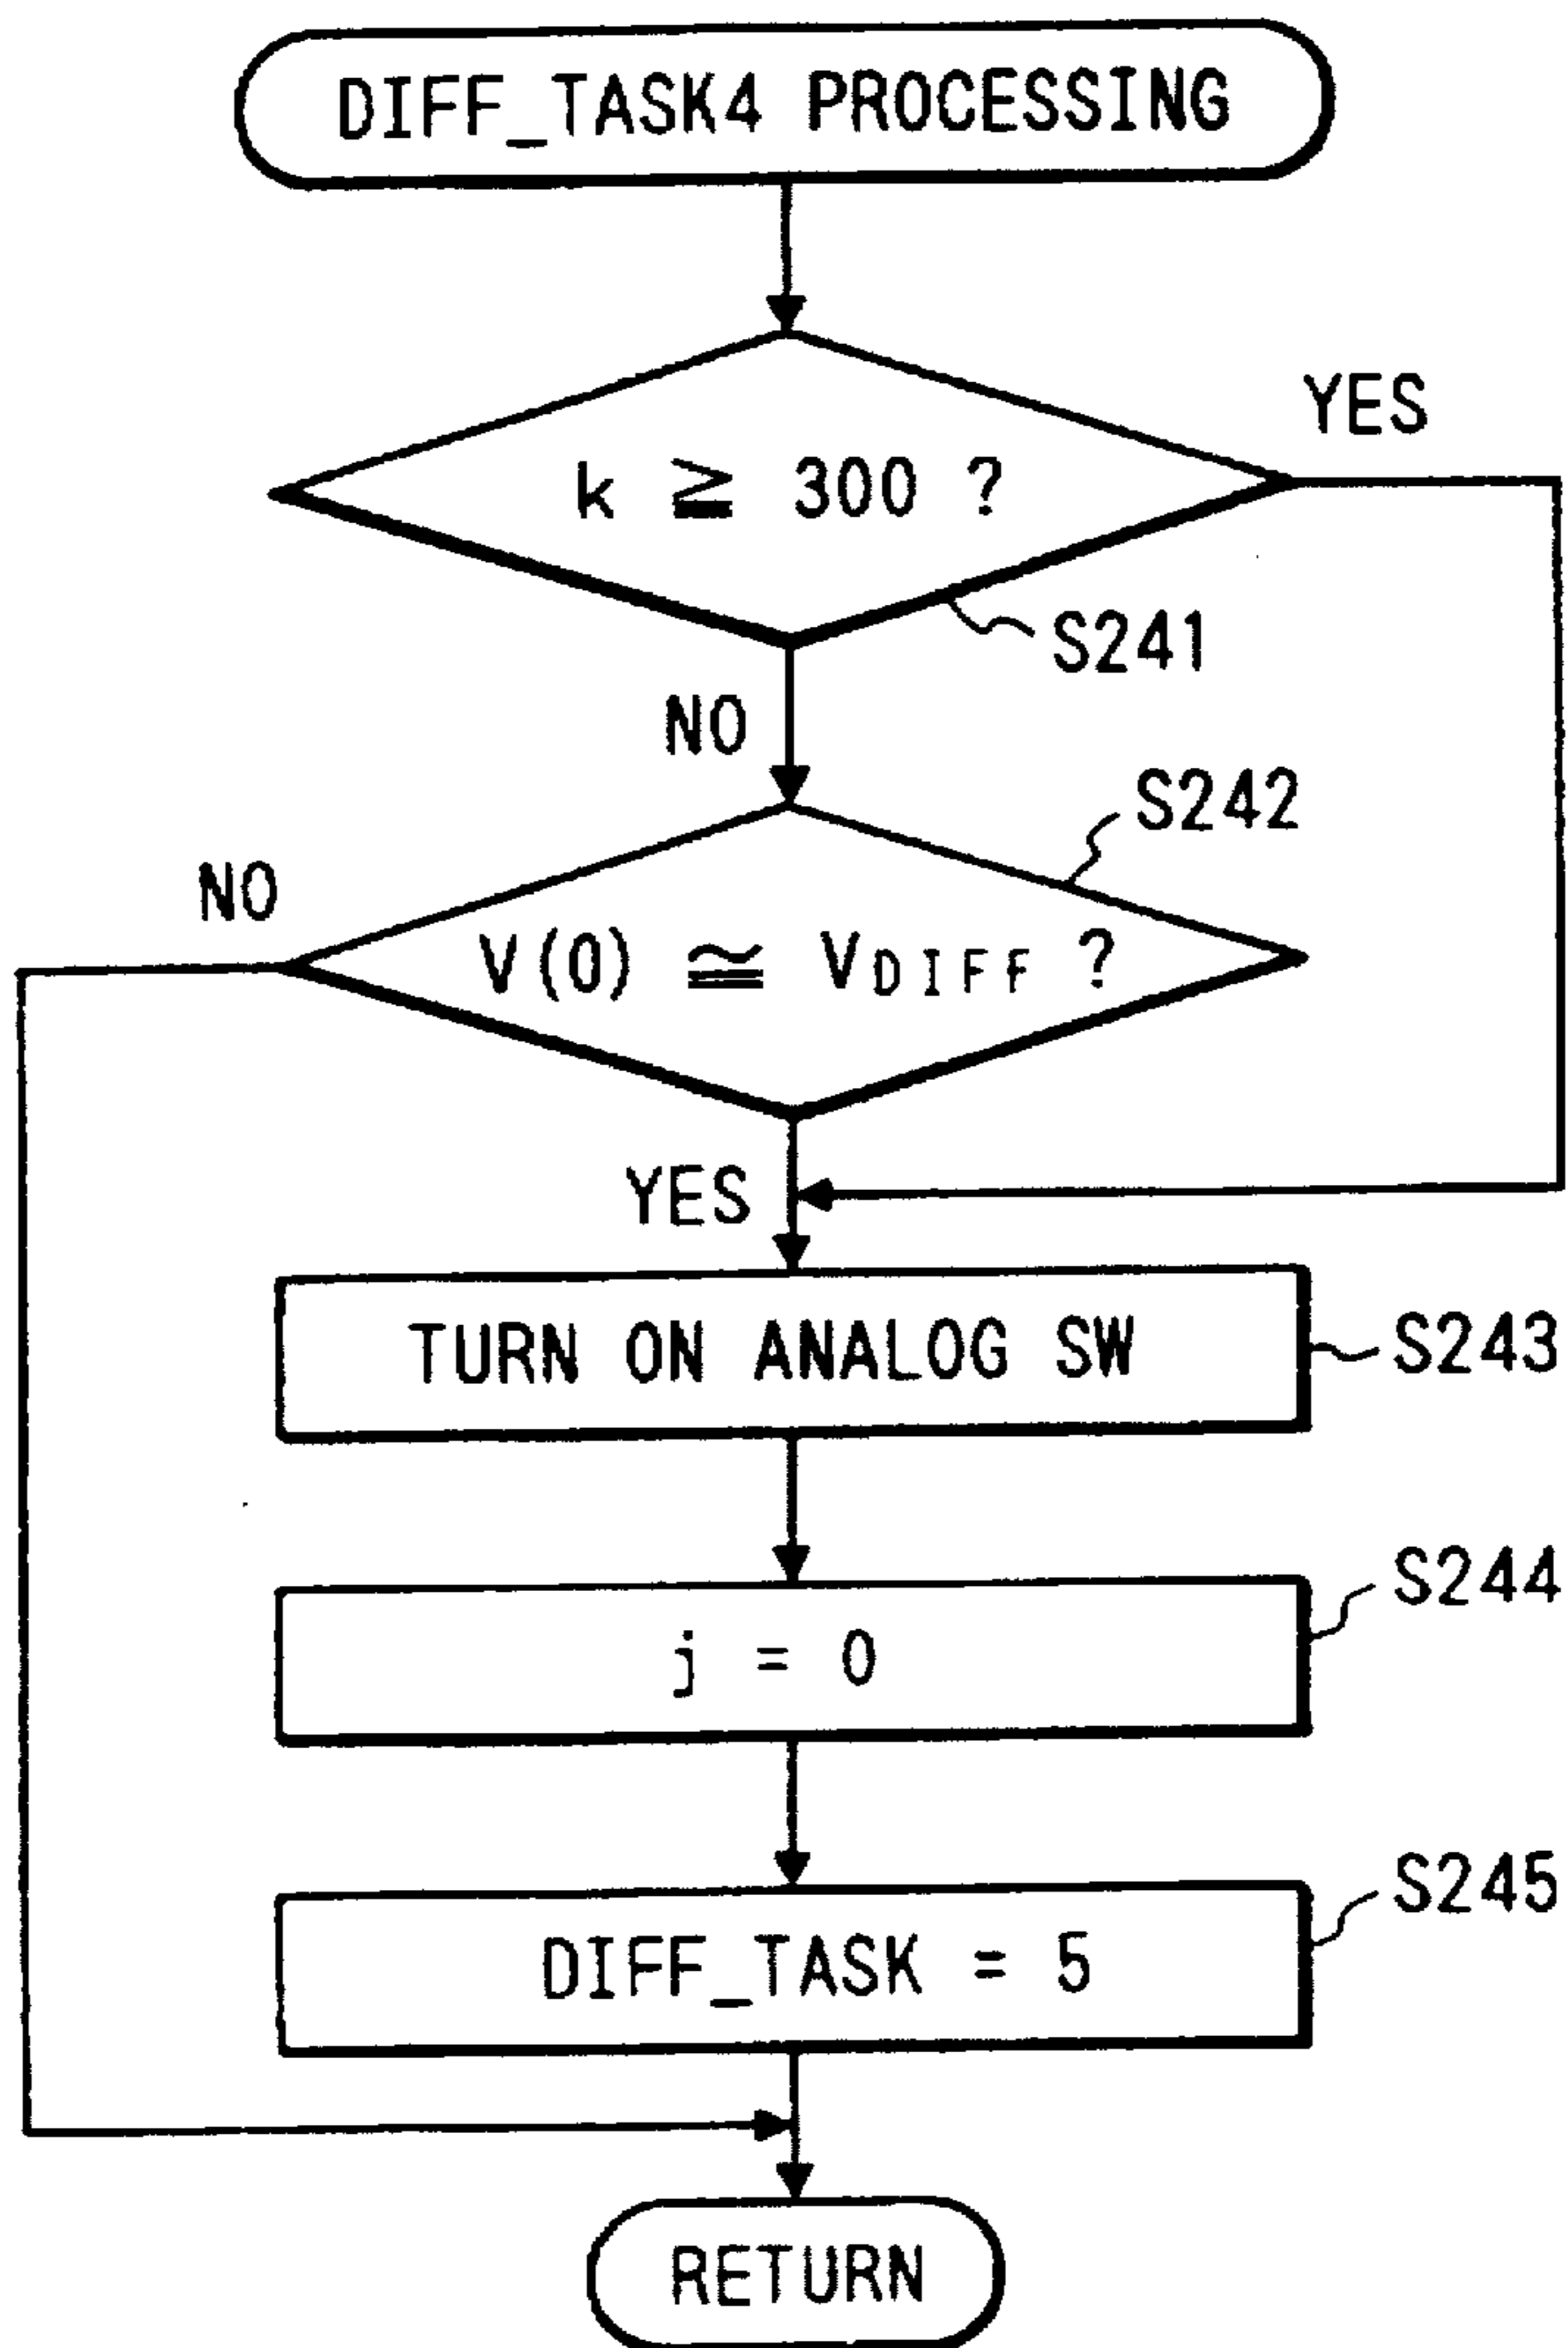 DIFF_TASK4 PROCESSING
YES
k ≧ 300 ?
S241
NO
S242
NO
V(0) ≅ VDIFF ?
YES
TURN ON ANALOG SW
S243
S244
j = 0
S245
DIFF_TASK = 5
RETURN